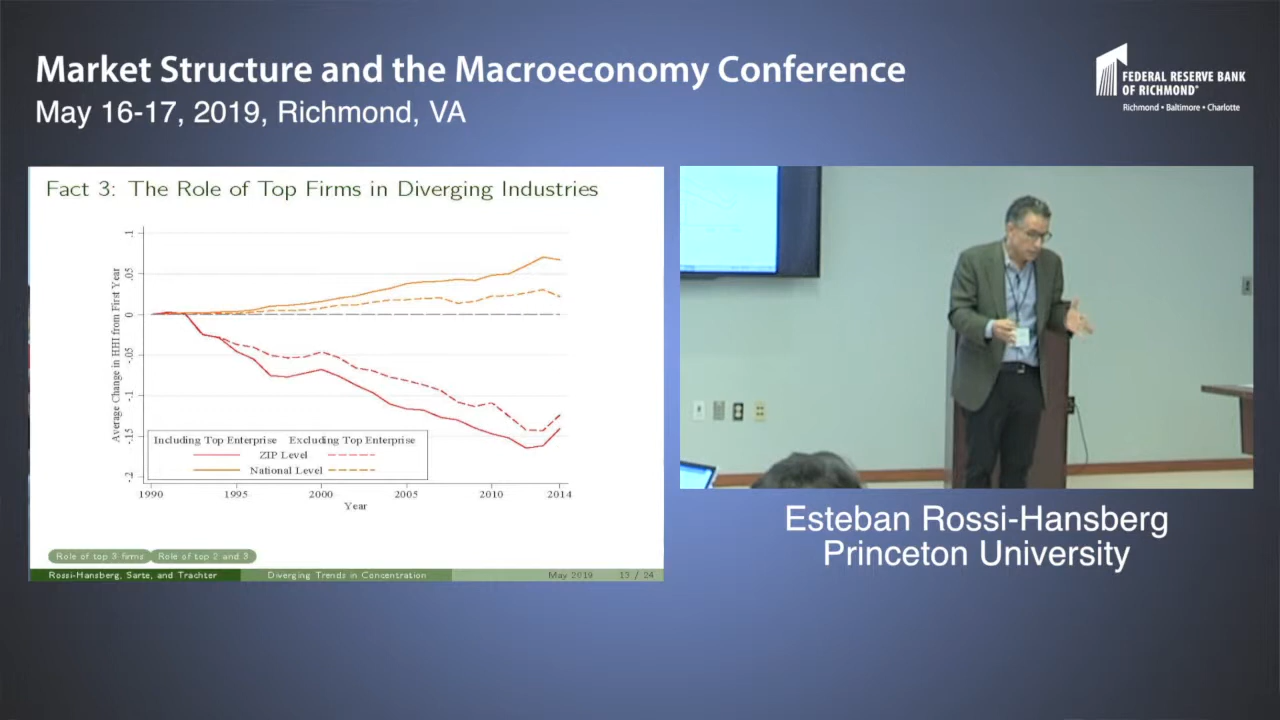 Market Structure and the Macroeconomy Conference
May 16-17, 2019, Richmond, VA
FEDERAL RESERVE BANK
OF RICHMOND®
Richmond • Baltimore • Charlotte
Fact 3: The Role of Top Firms in Diverging Industries
Average Change in HHI from First Year
.1
.05
0
-.05
-.1
-.15
-.2
Including Top Enterprise Excluding Top Enterprise
ZIP Level
National Level
1990 1995 2000 2005 2010 2014
Year
Role of top 3 firms Role of top 2 and 3
Rossi-Hansberg, Sarte, and Trachter Diverging Trends in Concentration May 2019 13 / 24
Esteban Rossi-Hansberg
Princeton University